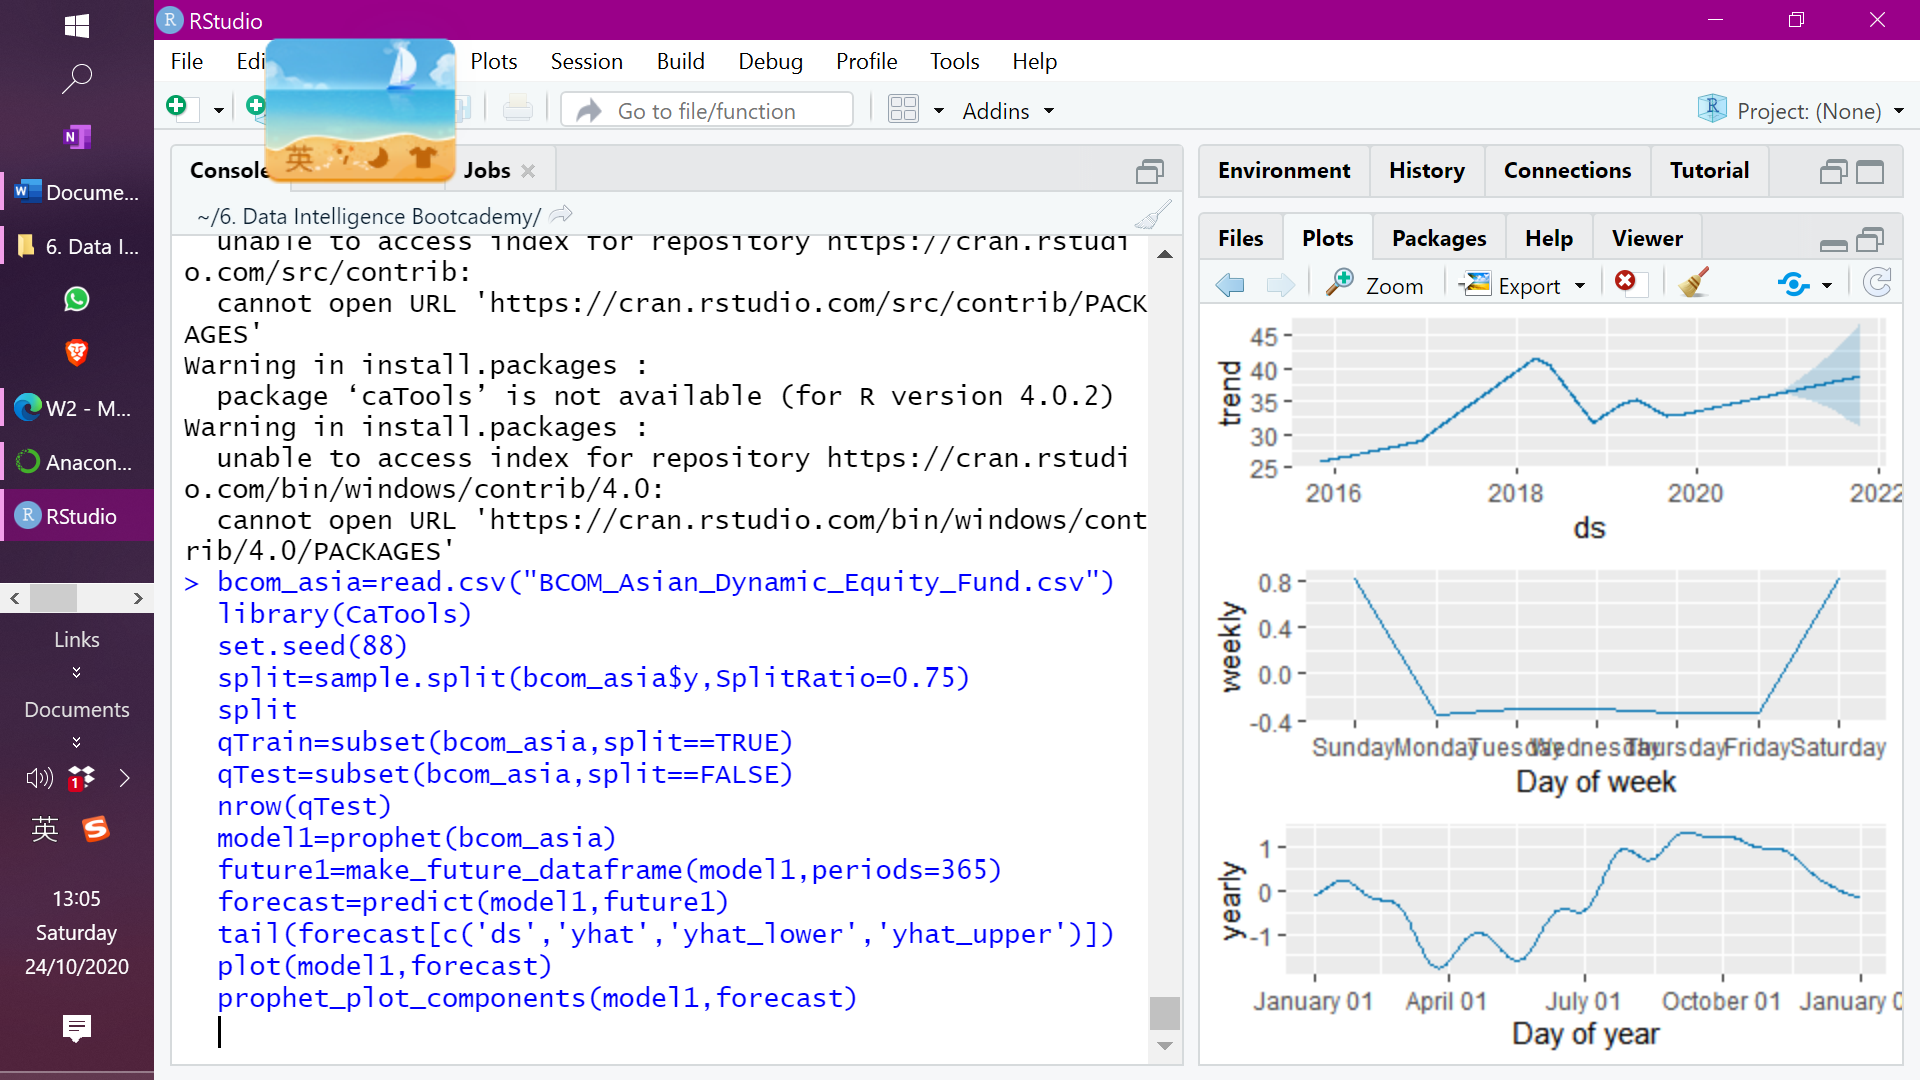 RStudio
File Edi Plots Session Build Debug Profile Tools Help
Go to file/function Addins Project: (None)
英
Console Jobs
~/6. Data Intelligence Bootcademy/
unable to access index for repository https://cran.rstudi
o.com/src/contrib:
cannot open URL 'https://cran.rstudio.com/src/contrib/PACK
AGES'
Warning in install.packages :
package ‘caTools’ is not available (for R version 4.0.2)
Warning in install.packages :
unable to access index for repository https://cran.rstudi
o.com/bin/windows/contrib/4.0:
cannot open URL 'https://cran.rstudio.com/bin/windows/cont
rib/4.0/PACKAGES'
> bcom_asia=read.csv("BCOM_Asian_Dynamic_Equity_Fund.csv")
library(CaTools)
set.seed(88)
split=sample.split(bcom_asia$y,SplitRatio=0.75)
split
qTrain=subset(bcom_asia,split==TRUE)
qTest=subset(bcom_asia,split==FALSE)
nrow(qTest)
model1=prophet(bcom_asia)
future1=make_future_dataframe(model1,periods=365)
forecast=predict(model1,future1)
tail(forecast[c('ds','yhat','yhat_lower','yhat_upper')])
plot(model1,forecast)
prophet_plot_components(model1,forecast)
Environment History Connections Tutorial
Files Plots Packages Help Viewer
Zoom Export
trend
45
40
35
30
25
2016 2018 2020 2022
ds
weekly
0.8
0.4
0.0
-0.4
Sunday Monday Tuesday Wednesday Thursday Friday Saturday
Day of week
yearly
1
0
-1
January 01 April 01 July 01 October 01 January 0
Day of year
Docume...
6. Data I...
W2 - M...
Anacon...
RStudio
Links
Documents
1
英
13:05
Saturday
24/10/2020